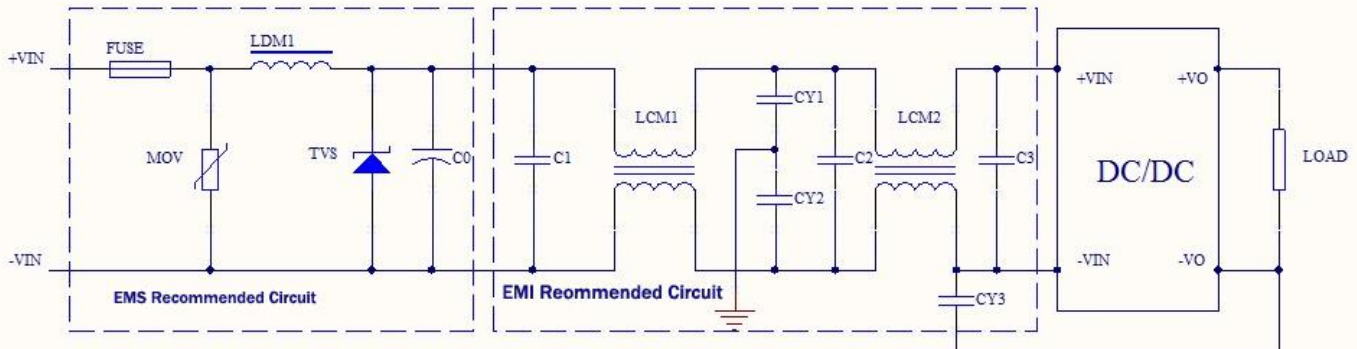 FUSE
LDM1
+VIN
MOV
TVS
C0
-VIN
EMS Recommended Circuit
C1
LCM1
CY1
CY2
C2
LCM2
C3
EMI Reommended Circuit
CY3
+VIN
+VO
DC/DC
-VIN
-VO
LOAD